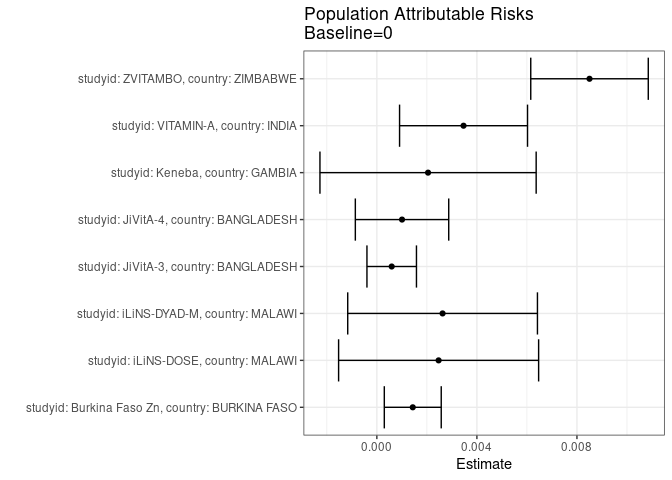 Population Attributable Risks
Baseline=0
studyid: ZVITAMBO, country: ZIMBABWE
studyid: VITAMIN-A, country: INDIA
studyid: Keneba, country: GAMBIA
studyid: JiVitA-4, country: BANGLADESH
studyid: JiVitA-3, country: BANGLADESH
studyid: iLiNS-DYAD-M, country: MALAWI
studyid: iLiNS-DOSE, country: MALAWI
studyid: Burkina Faso Zn, country: BURKINA FASO
0.000 0.004 0.008
Estimate